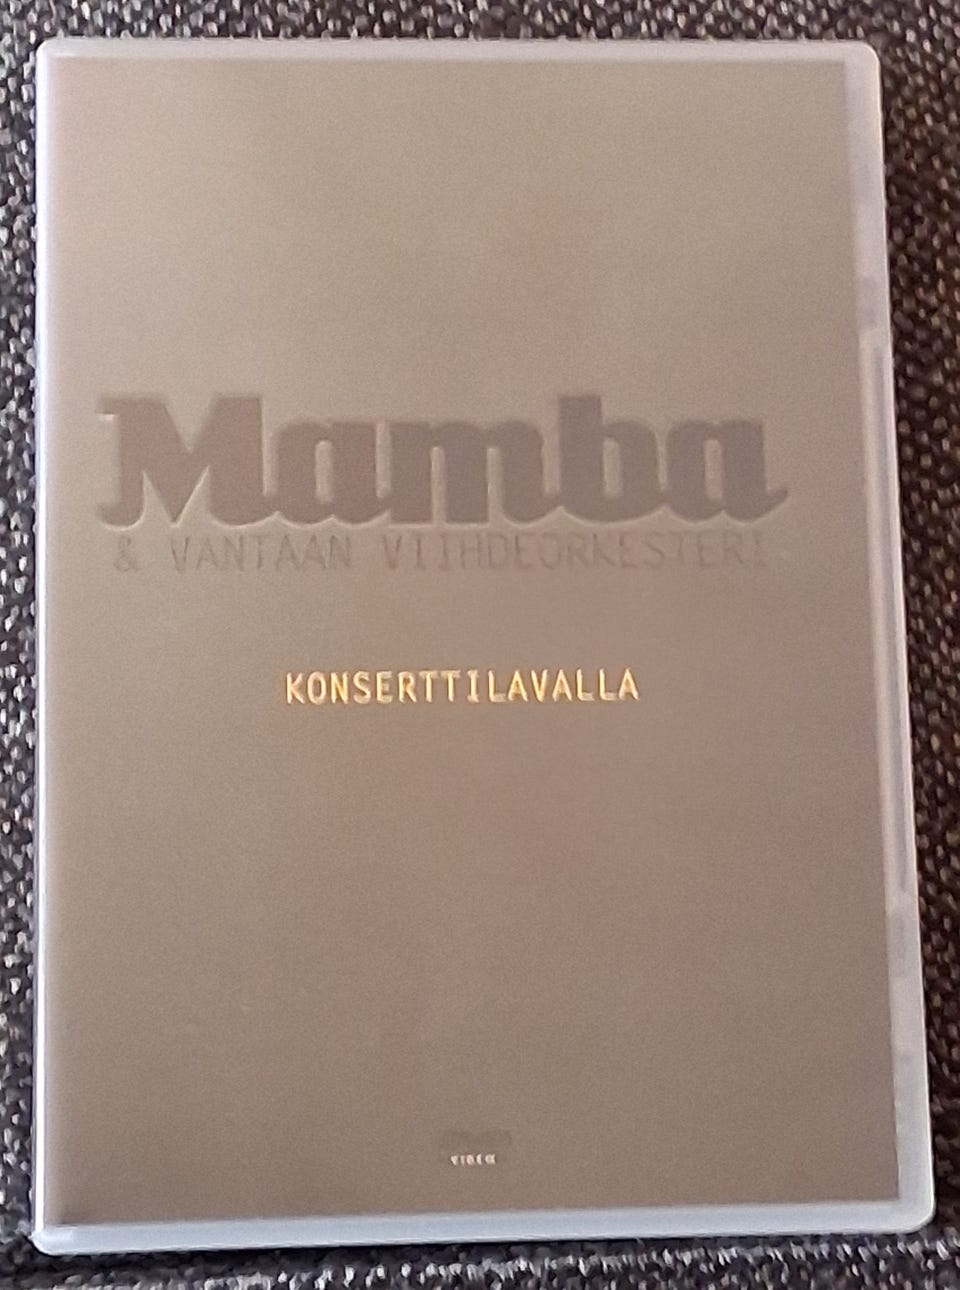 Mamba
& VANTAAN VIIHDEORKESTERI
KONSERTTILAVALLA
VIDEO